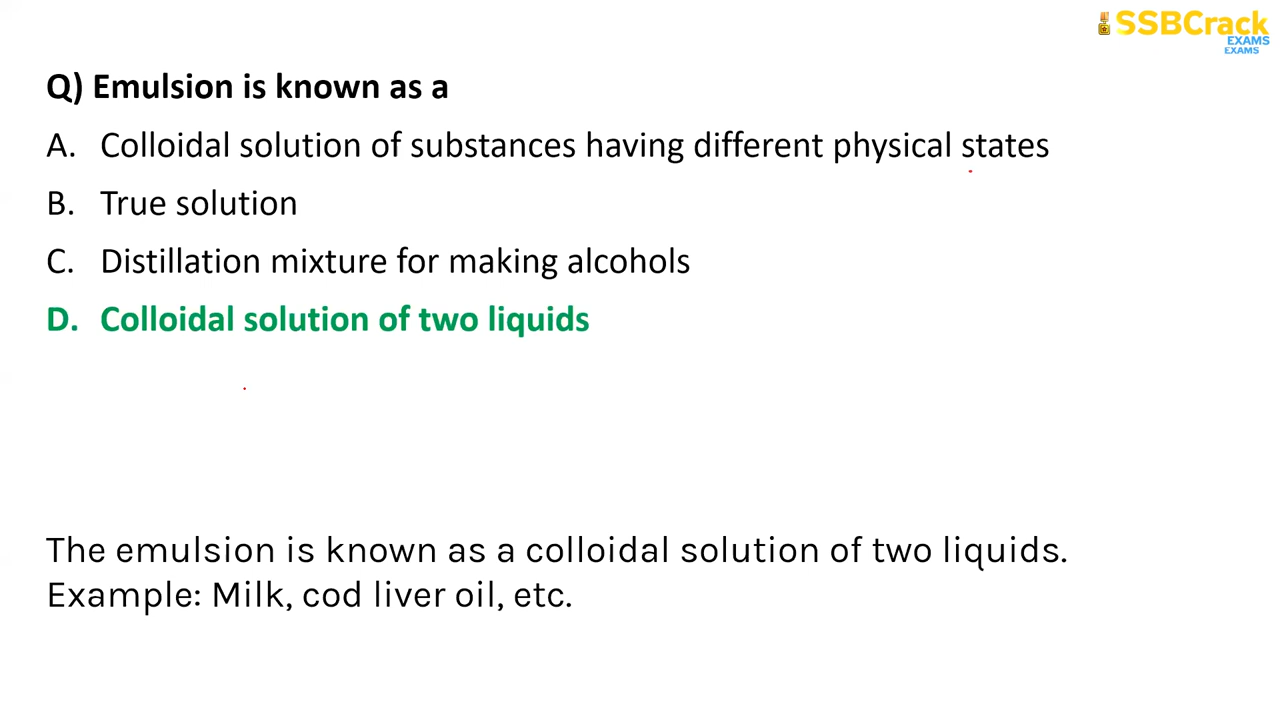 SSBCrack
EXAMS
EXAMS
Q) Emulsion is known as a
A. Colloidal solution of substances having different physical states
B. True solution
C. Distillation mixture for making alcohols
D. Colloidal solution of two liquids
The emulsion is known as a colloidal solution of two liquids.
Example: Milk, cod liver oil, etc.